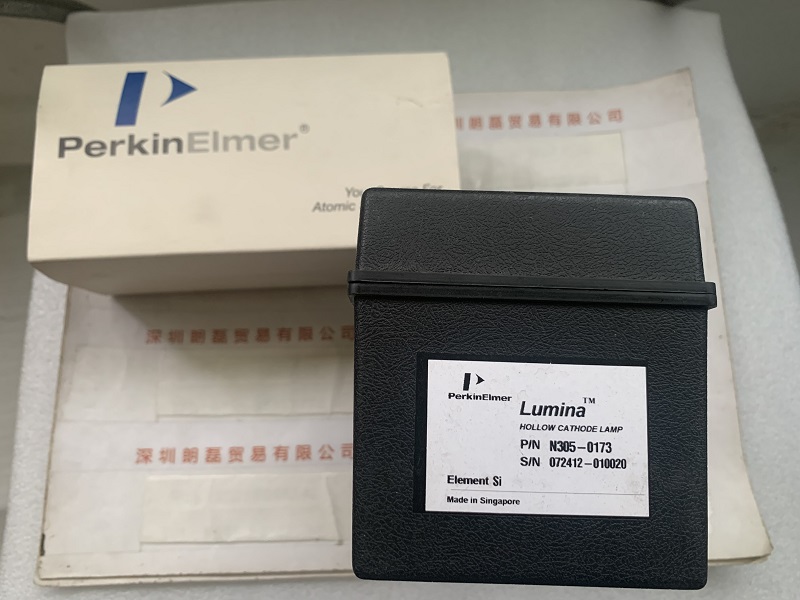 PerkinElmer®
Yo For
Atomic
深圳朗磊贸易有限公司
深圳朗磊贸易有限公司
深圳朗磊贸易有限公司
PerkinElmer
Lumina™
HOLLOW CATHODE LAMP
P/N N305-0173
S/N 072412-010020
Element Si
Made in Singapore